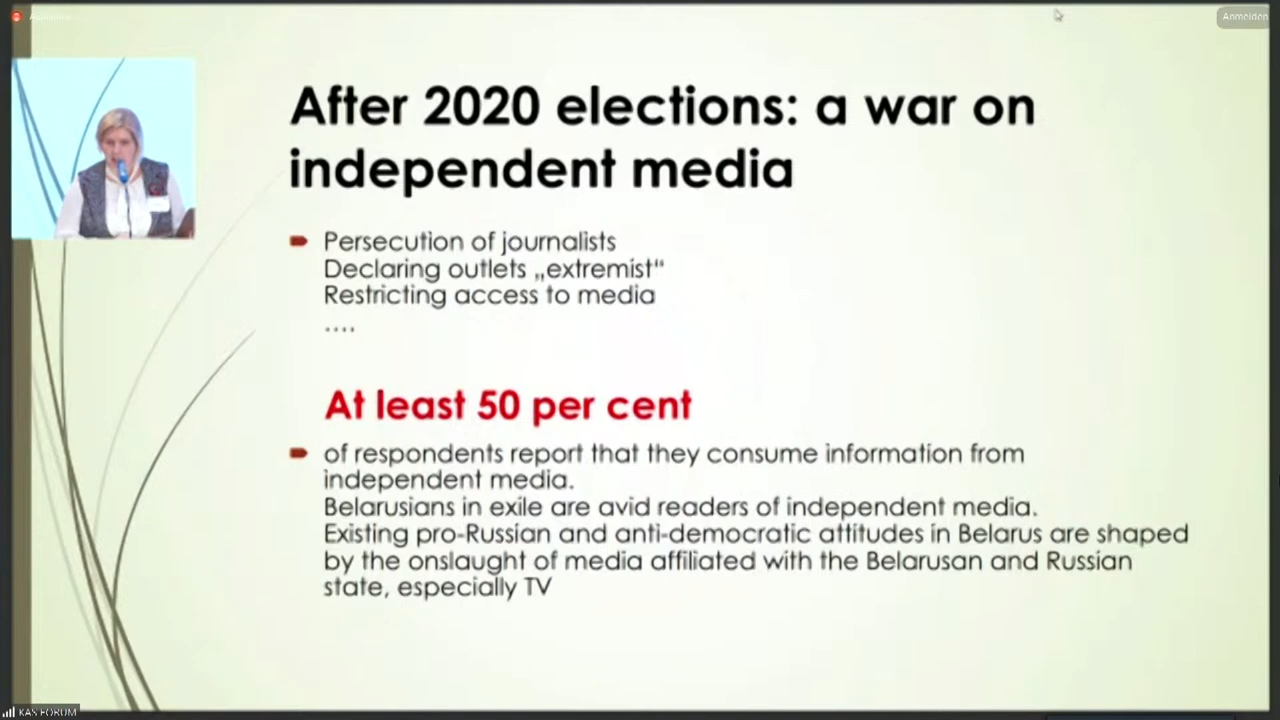 Anmelden
After 2020 elections: a war on
independent media
Persecution of journalists
Declaring outlets „extremist“
Restricting access to media
....
At least 50 per cent
of respondents report that they consume information from
independent media.
Belarusians in exile are avid readers of independent media.
Existing pro-Russian and anti-democratic attitudes in Belarus are shaped
by the onslaught of media affiliated with the Belarusan and Russian
state, especially TV
KAS FORUM